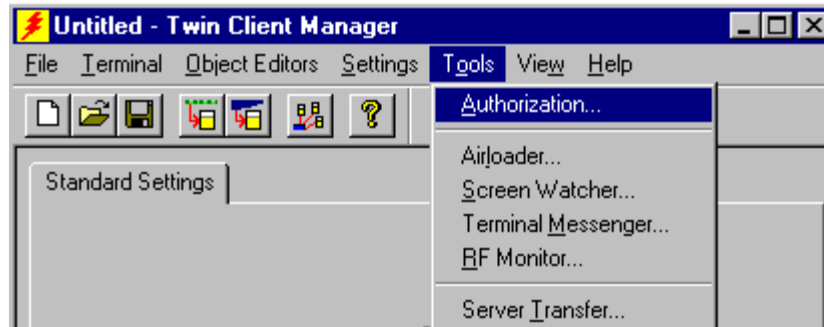 Untitled - Twin Client Manager
File Terminal Object Editors Settings Tools View Help
Authorization...
Airloader...
Standard Settings
Screen Watcher...
Terminal Messenger...
RF Monitor...
Server Transfer...